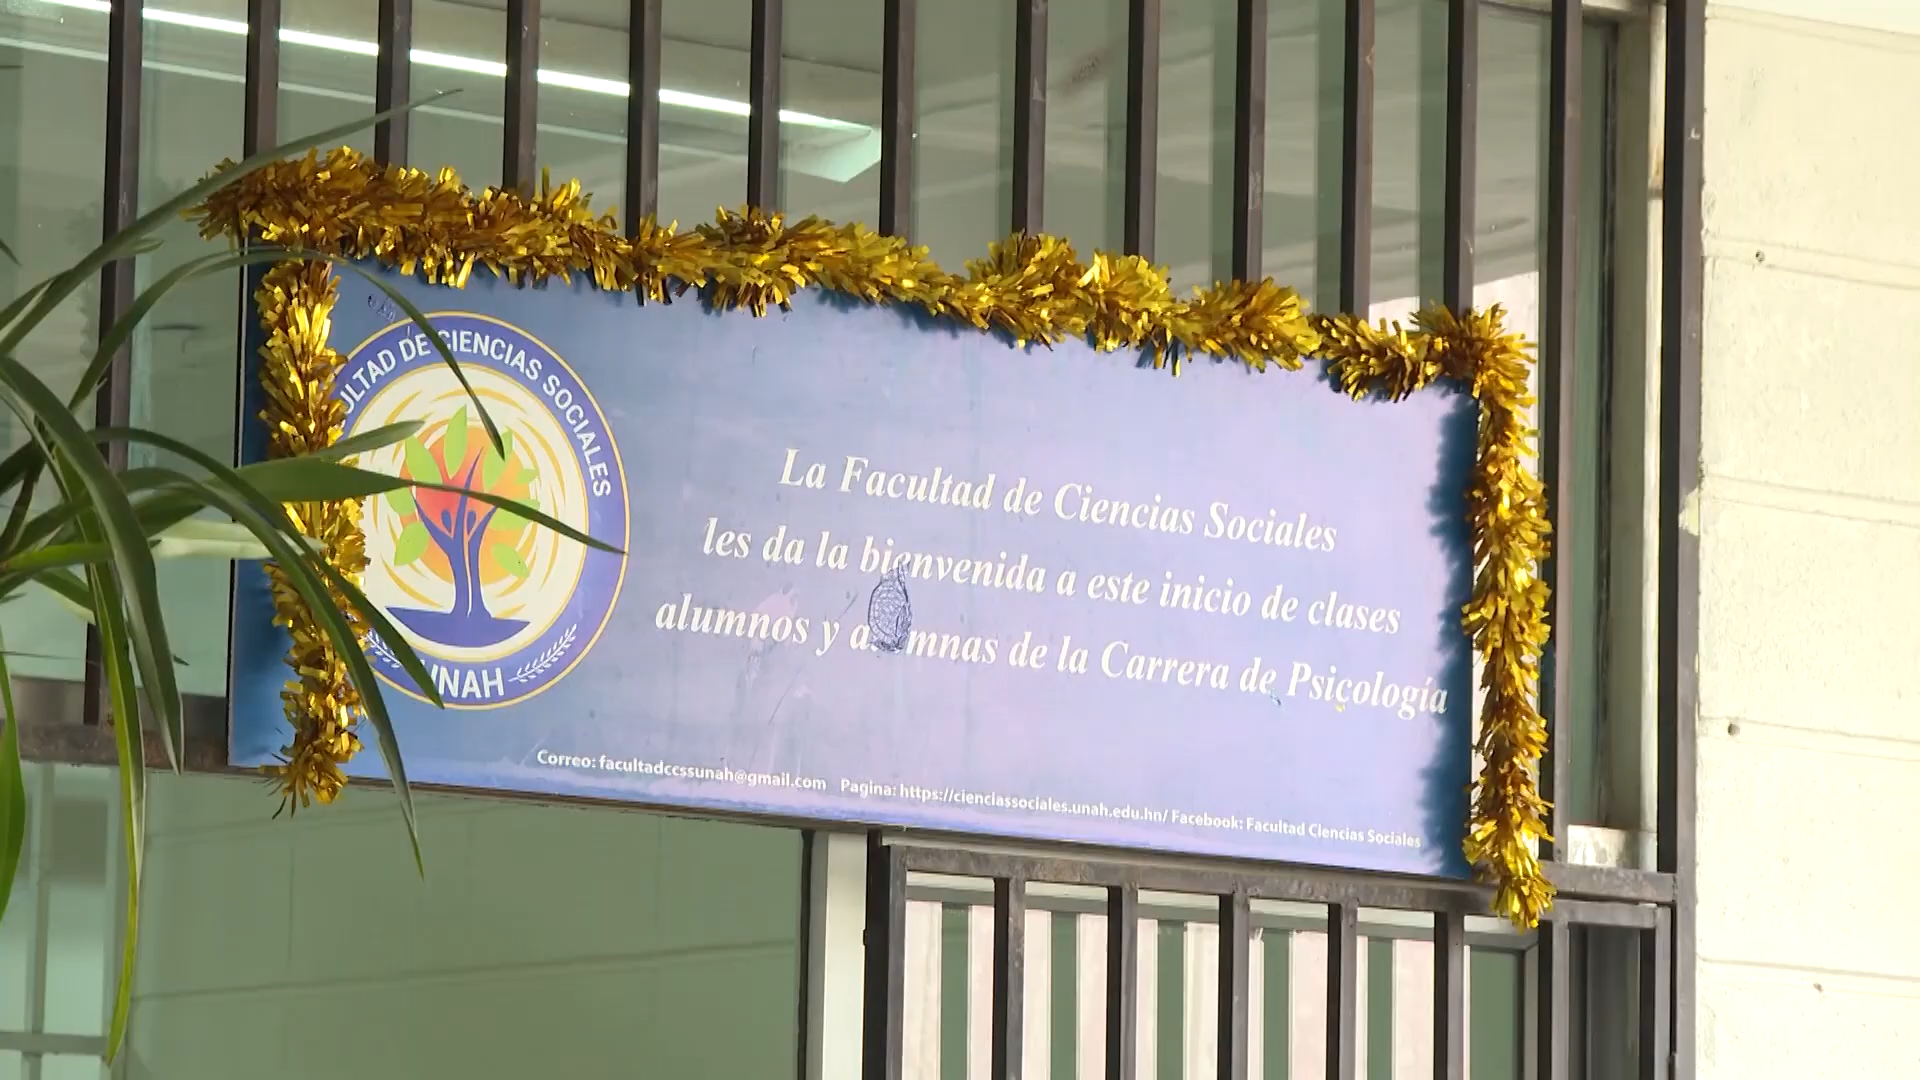 DE CIENCIAS SOCIALES
UNAH
La Facultad de Ciencias Sociales
les da la bienvenida a este inicio de clases
alumnos y alumnas de la Carrera de Psicología
Correo: facultadccssunah@gmail.com Pagina: https://cienciassociales.unah.edu.hn/ Facebook: Facultad Ciencias Sociales